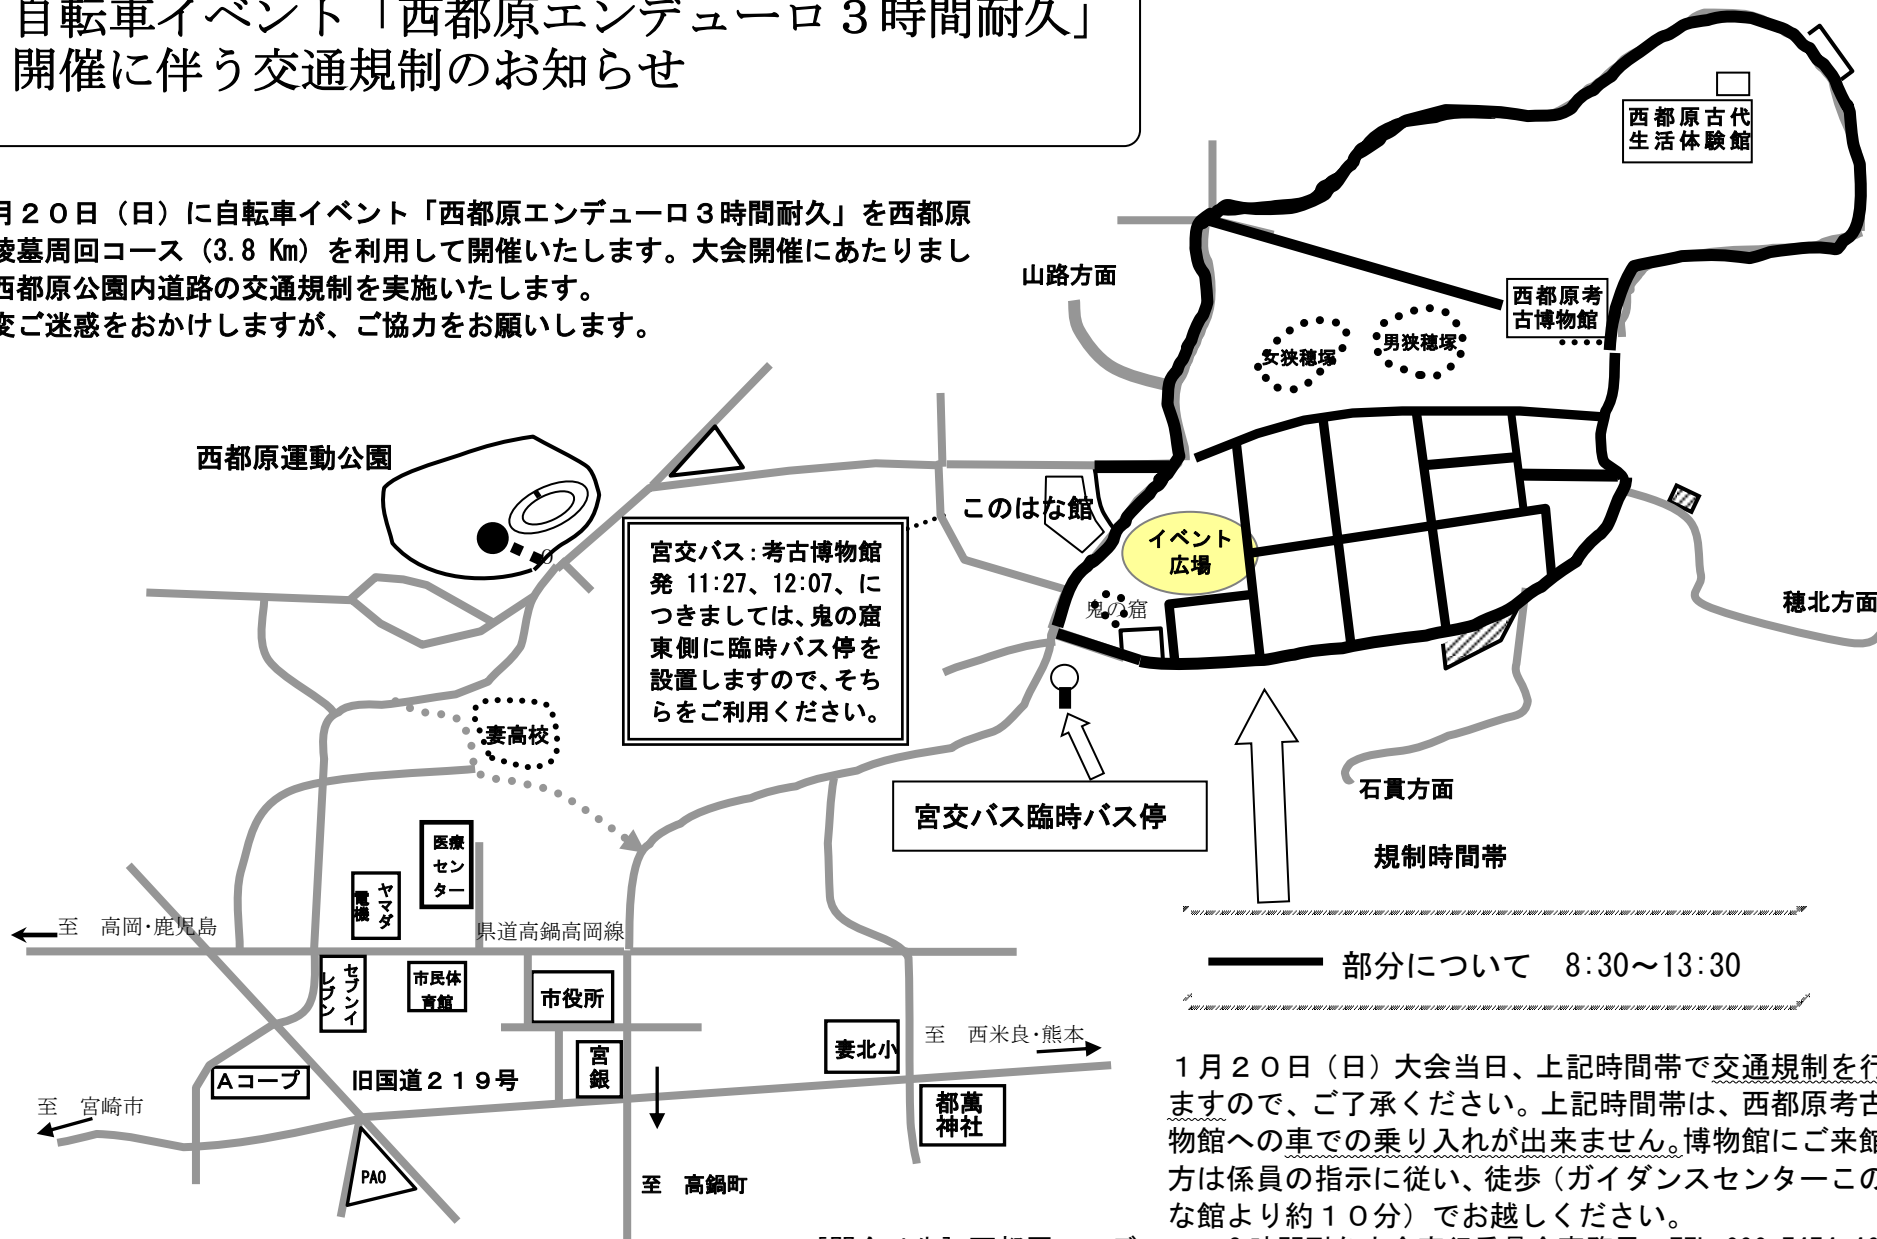 自転車イベント「西都原エンデューロ３時間耐久」
開催に伴う交通規制のお知らせ
月２０日（日）に自転車イベント「西都原エンデューロ３時間耐久」を西都原
陵墓周回コース（3.8 Km）を利用して開催いたします。大会開催にあたりまし
西都原公園内道路の交通規制を実施いたします。
変ご迷惑をおかけしますが、ご協力をお願いします。
西都原古代
生活体験館
山路方面
西都原考
古博物館
女狭穂塚
男狭穂塚
西都原運動公園
このはな館
イベント
広場
鬼の窟
穂北方面
宮交バス：考古博物館
発 11:27、12:07、に
つきましては、鬼の窟
東側に臨時バス停を
設置しますので、そち
らをご利用ください。
妻高校
宮交バス臨時バス停
石貫方面
規制時間帯
医療
セン
ター
ヤマダ
電機
至　高岡・鹿児島
県道高鍋高岡線
部分について　8:30～13:30
セブンイ
レブン
市民体
育館
市役所
妻北小
至　西米良・熊本
Ａコープ
旧国道２１９号
宮
銀
都萬
神社
至　宮崎市
PAO
至　高鍋町
１月２０日（日）大会当日、上記時間帯で交通規制を行
ますので、ご了承ください。上記時間帯は、西都原考古
物館への車での乗り入れが出来ません。博物館にご来館
方は係員の指示に従い、徒歩（ガイダンスセンターこの
な館より約１０分）でお越しください。